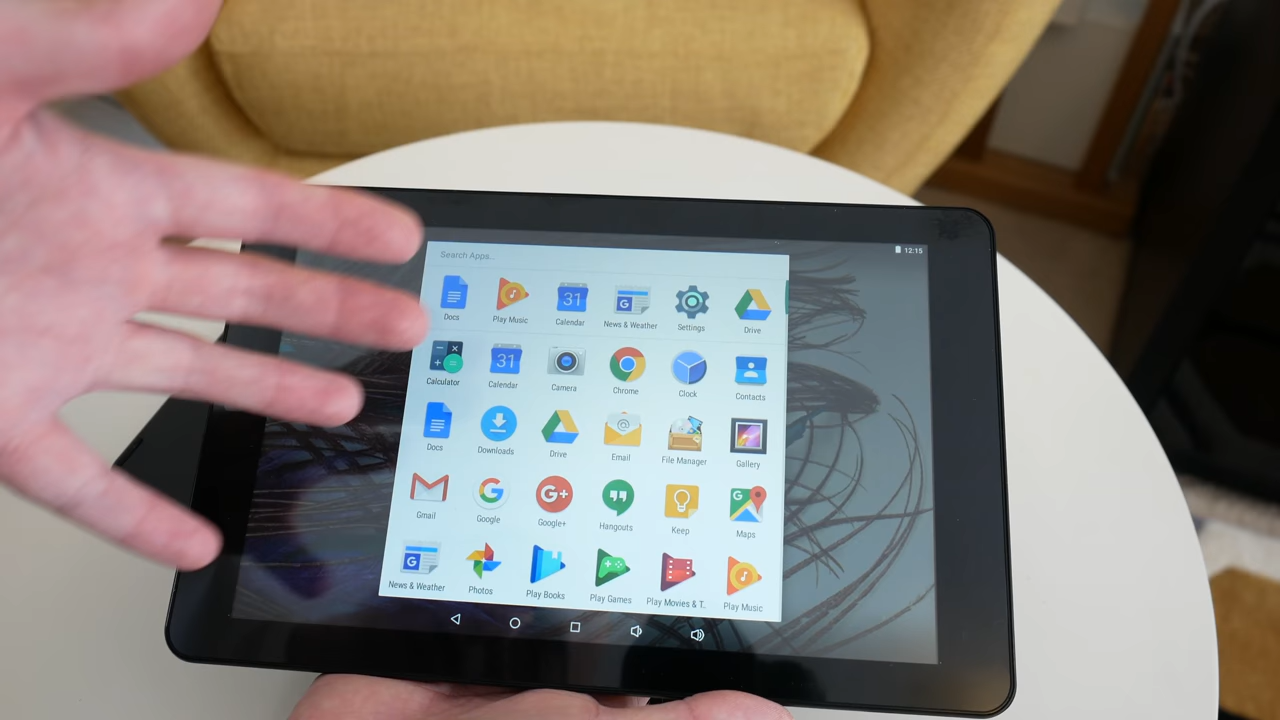 12:15
Search Apps...
Docs Play Music Calendar News & Weather Settings Drive
31
Calculator Calendar Camera Chrome Clock Contacts
31
Docs Downloads Drive Email File Manager Gallery
Gmail Google Google+ Hangouts Keep Maps
G+
News & Weather Photos Play Books Play Games Play Movies & T.. Play Music